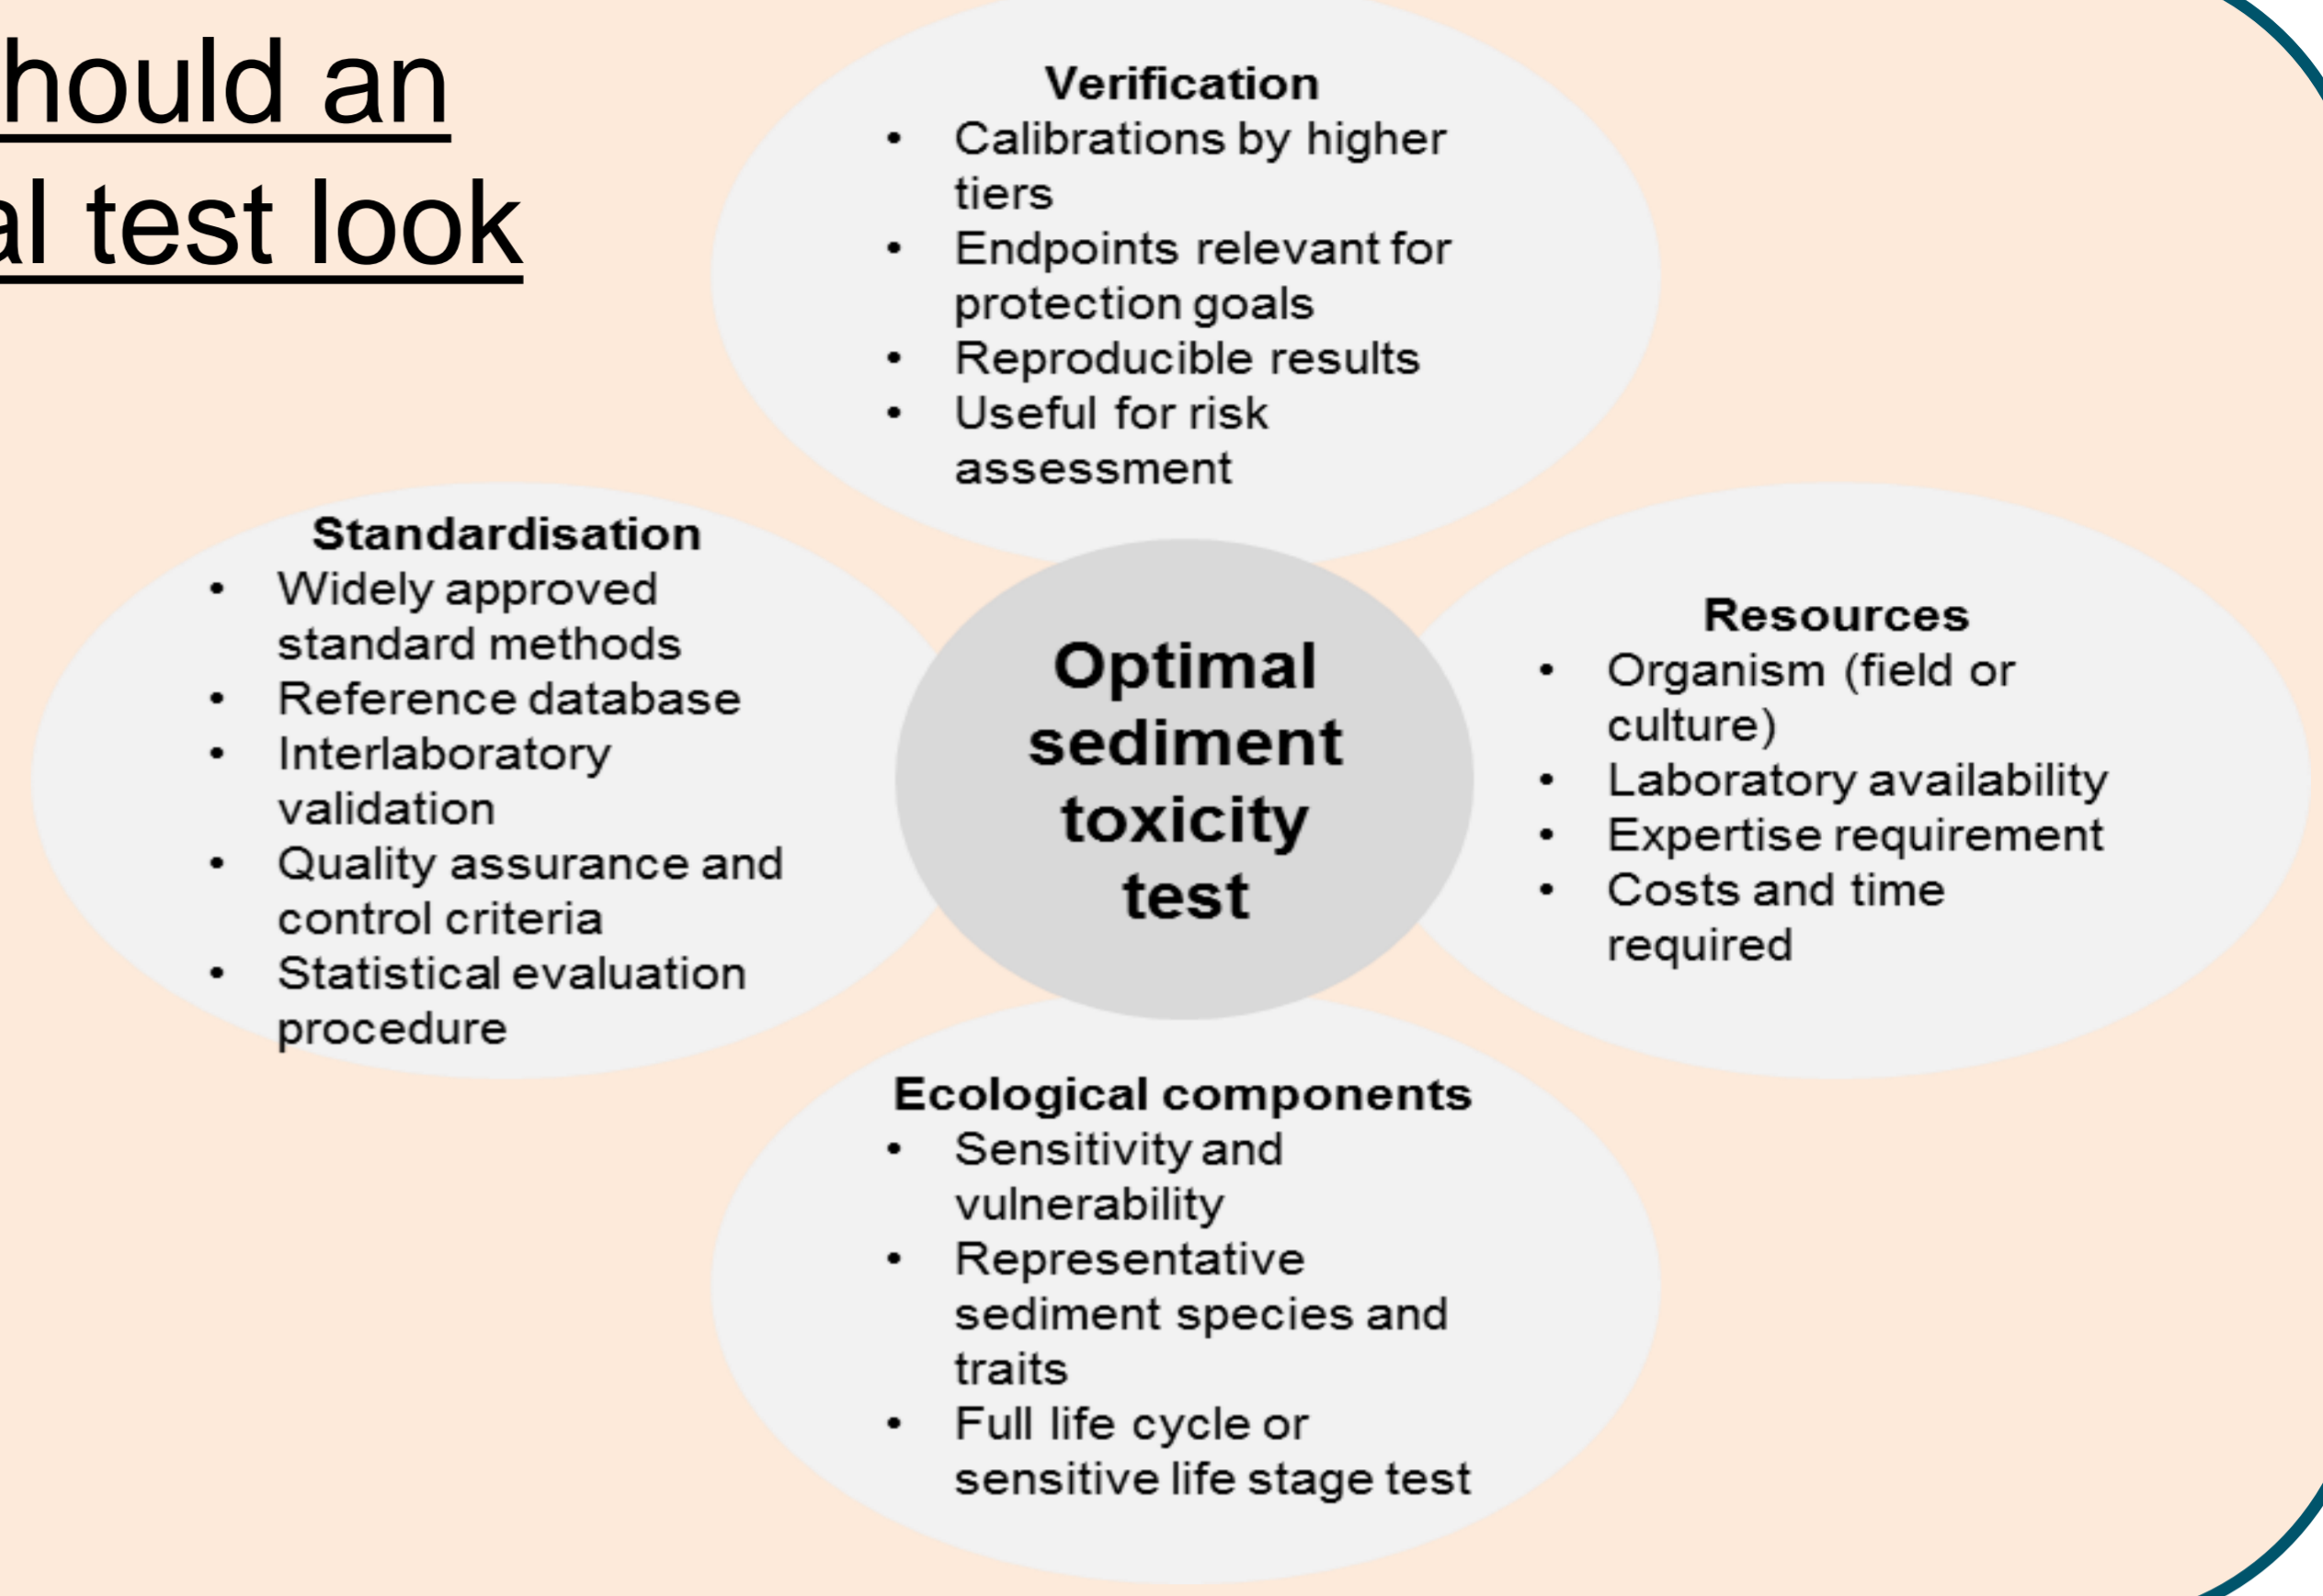 hould an
al test look
Verification
• Calibrations by higher
tiers
• Endpoints relevant for
protection goals
• Reproducible results
• Useful for risk
assessment
Standardisation
• Widely approved
standard methods
• Reference database
• Interlaboratory
validation
• Quality assurance and
control criteria
• Statistical evaluation
procedure
Optimal
sediment
toxicity
test
Resources
• Organism (field or
culture)
• Laboratory availability
• Expertise requirement
• Costs and time
required
Ecological components
• Sensitivity and
vulnerability
• Representative
sediment species and
traits
• Full life cycle or
sensitive life stage test